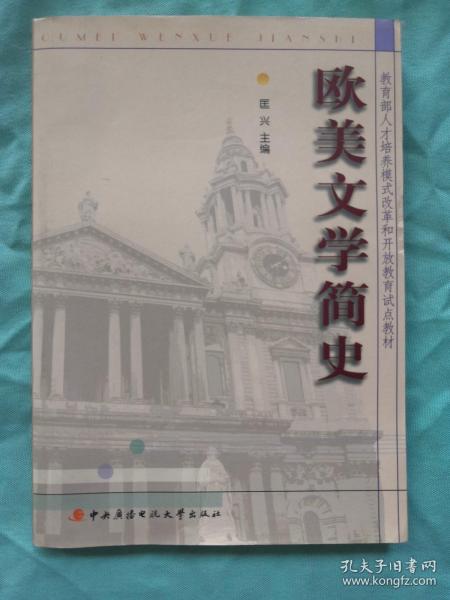 OUMEI WENXUE JIANSHI
教育部人才培养模式改革和开放教育试点教材
欧美文学简史
匡兴 主编
中央广播电视大学出版社
孔夫子旧书网
www.kongfz.com